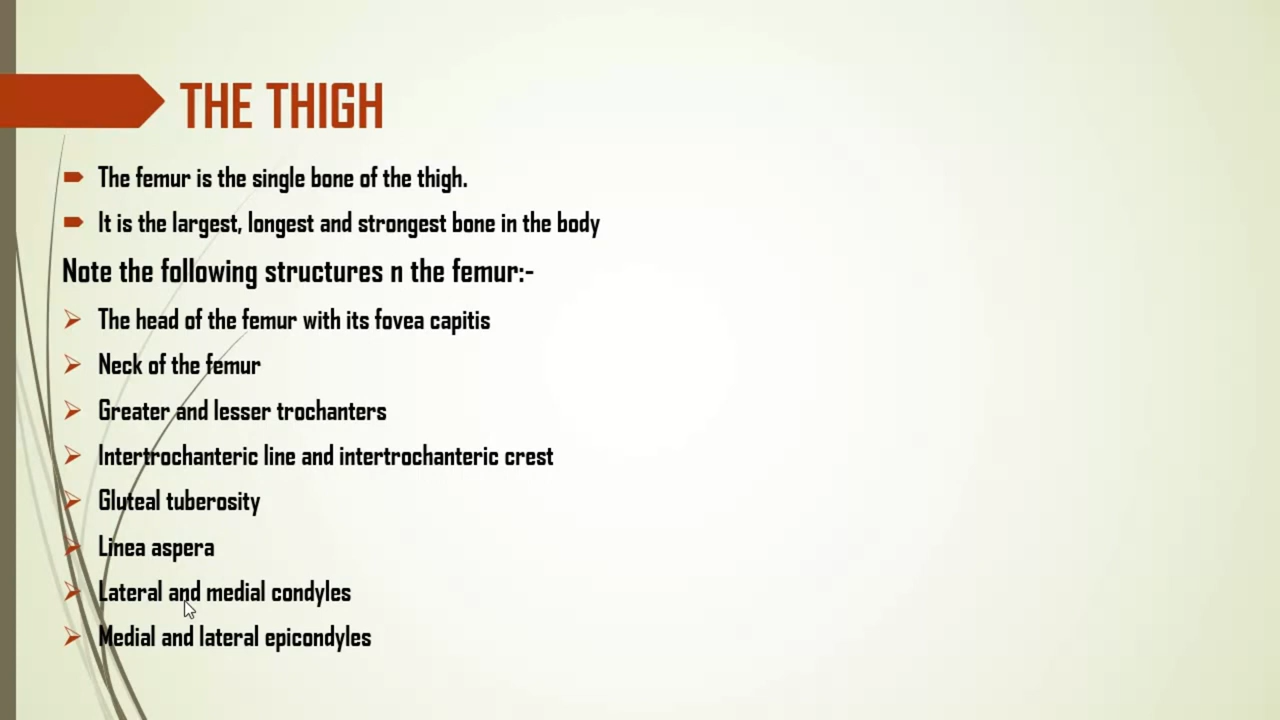 THE THIGH
The femur is the single bone of the thigh.
It is the largest, longest and strongest bone in the body
Note the following structures n the femur:-
The head of the femur with its fovea capitis
Neck of the femur
Greater and lesser trochanters
Intertrochanteric line and intertrochanteric crest
Gluteal tuberosity
Linea aspera
Lateral and medial condyles
Medial and lateral epicondyles